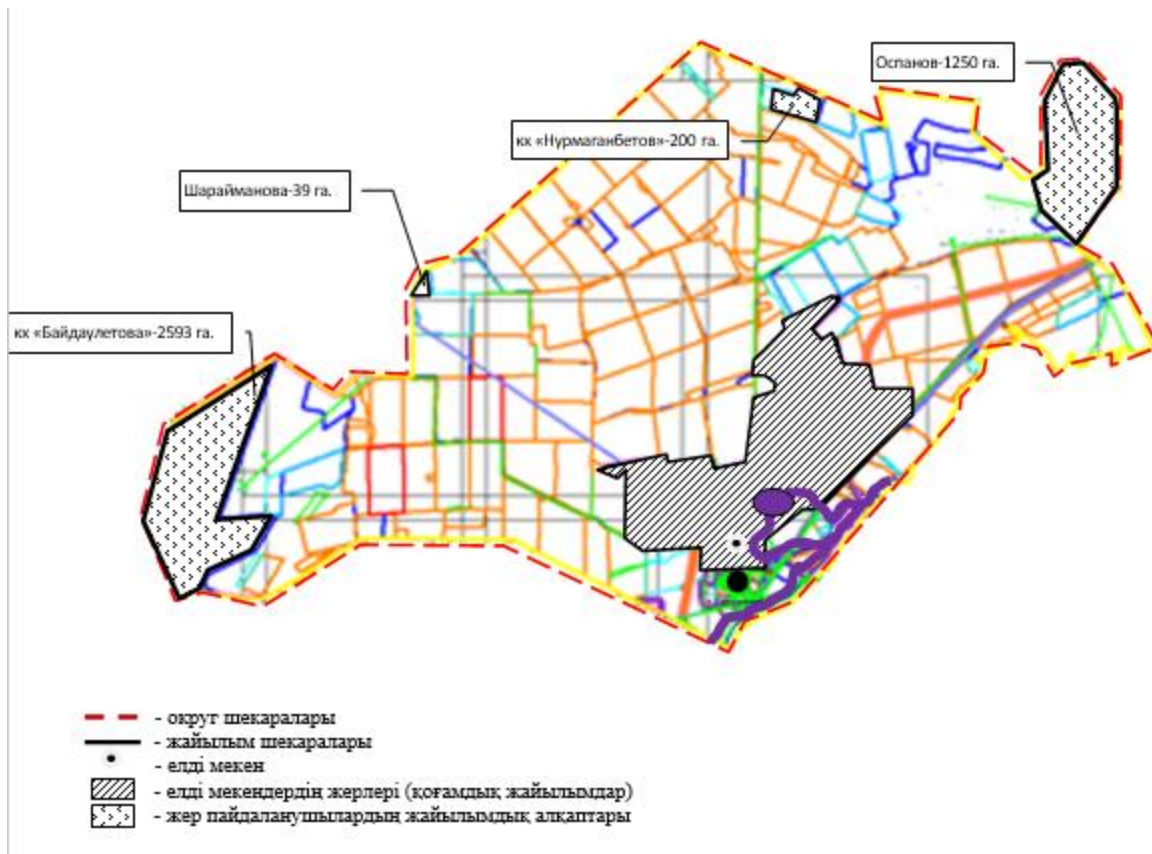 Оспанов-1250 га.
кх «Нурмаганбетов»-200 га.
Шарайманова-39 га.
кх «Байдаулетова»-2593 га.
- округ шекаралары
- жайылым шекаралары
- елді мекен
- елді мекендердің жерлері (қоғамдық жайылымдар)
- жер пайдаланушылардың жайылымдық алқаптары